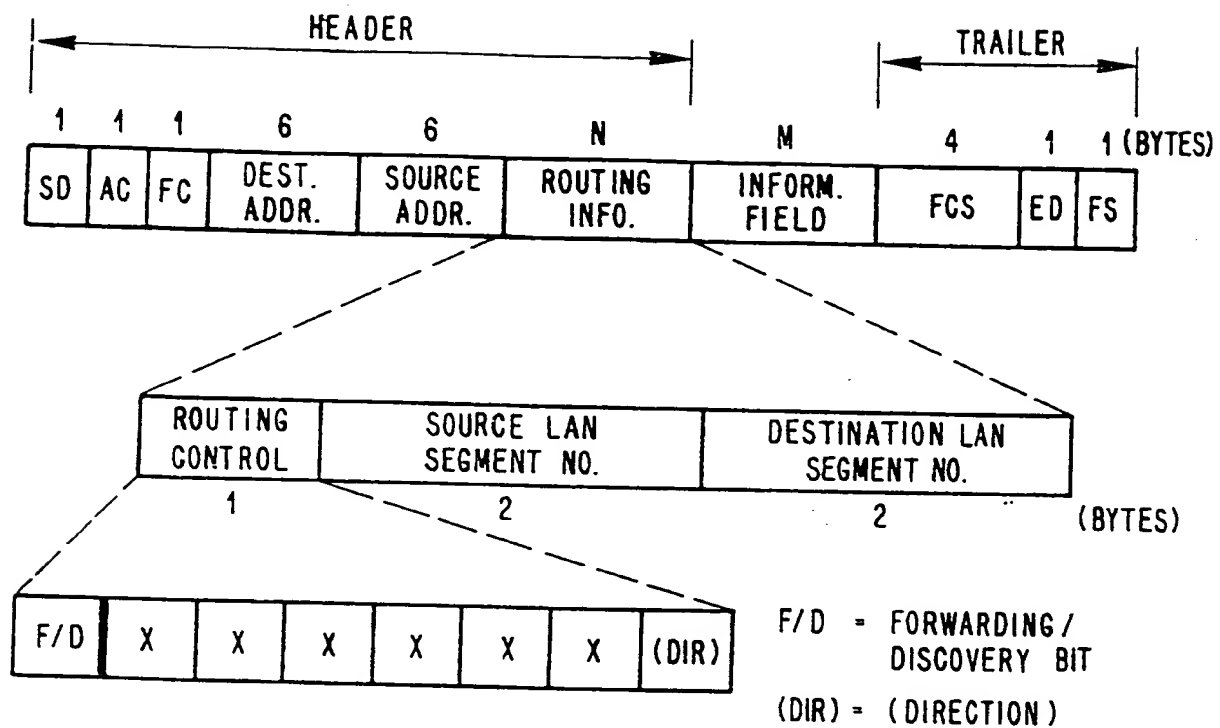 HEADER
TRAILER
1 1 1 6 6 N M 4 1 1 (BYTES)
SD AC FC DEST. ADDR. SOURCE ADDR. ROUTING INFO. INFORM. FIELD FCS ED FS
ROUTING CONTROL SOURCE LAN SEGMENT NO. DESTINATION LAN SEGMENT NO.
1 2 2 (BYTES)
F/D X X X X X X (DIR)
F/D = FORWARDING/
DISCOVERY BIT
(DIR) = (DIRECTION)